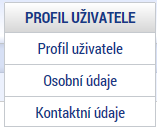 PROFIL UŽIVATELE
Profil uživatele
Osobní údaje
Kontaktní údaje